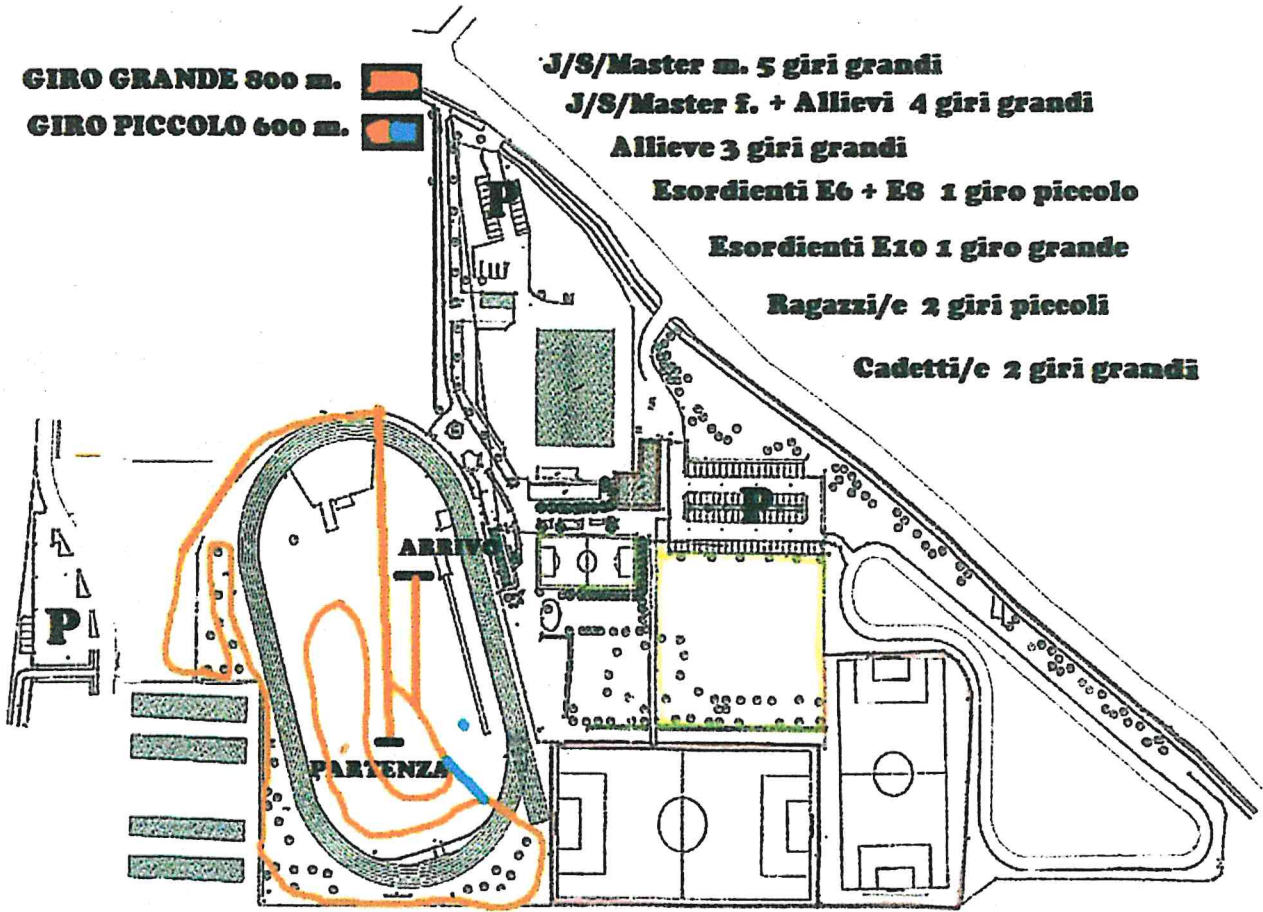 GIRO GRANDE 800 m.
GIRO PICCOLO 600 m.
J/S/Master m. 5 giri grandi
J/S/Master f. + Allievi 4 giri grandi
Allieve 3 giri grandi
Esordienti E6 + E8 1 giro piccolo
Esordienti E10 1 giro grande
Ragazzi/e 2 giri piccoli
Cadetti/e 2 giri grandi
P
P
ARRIVO
P
PARTENZA